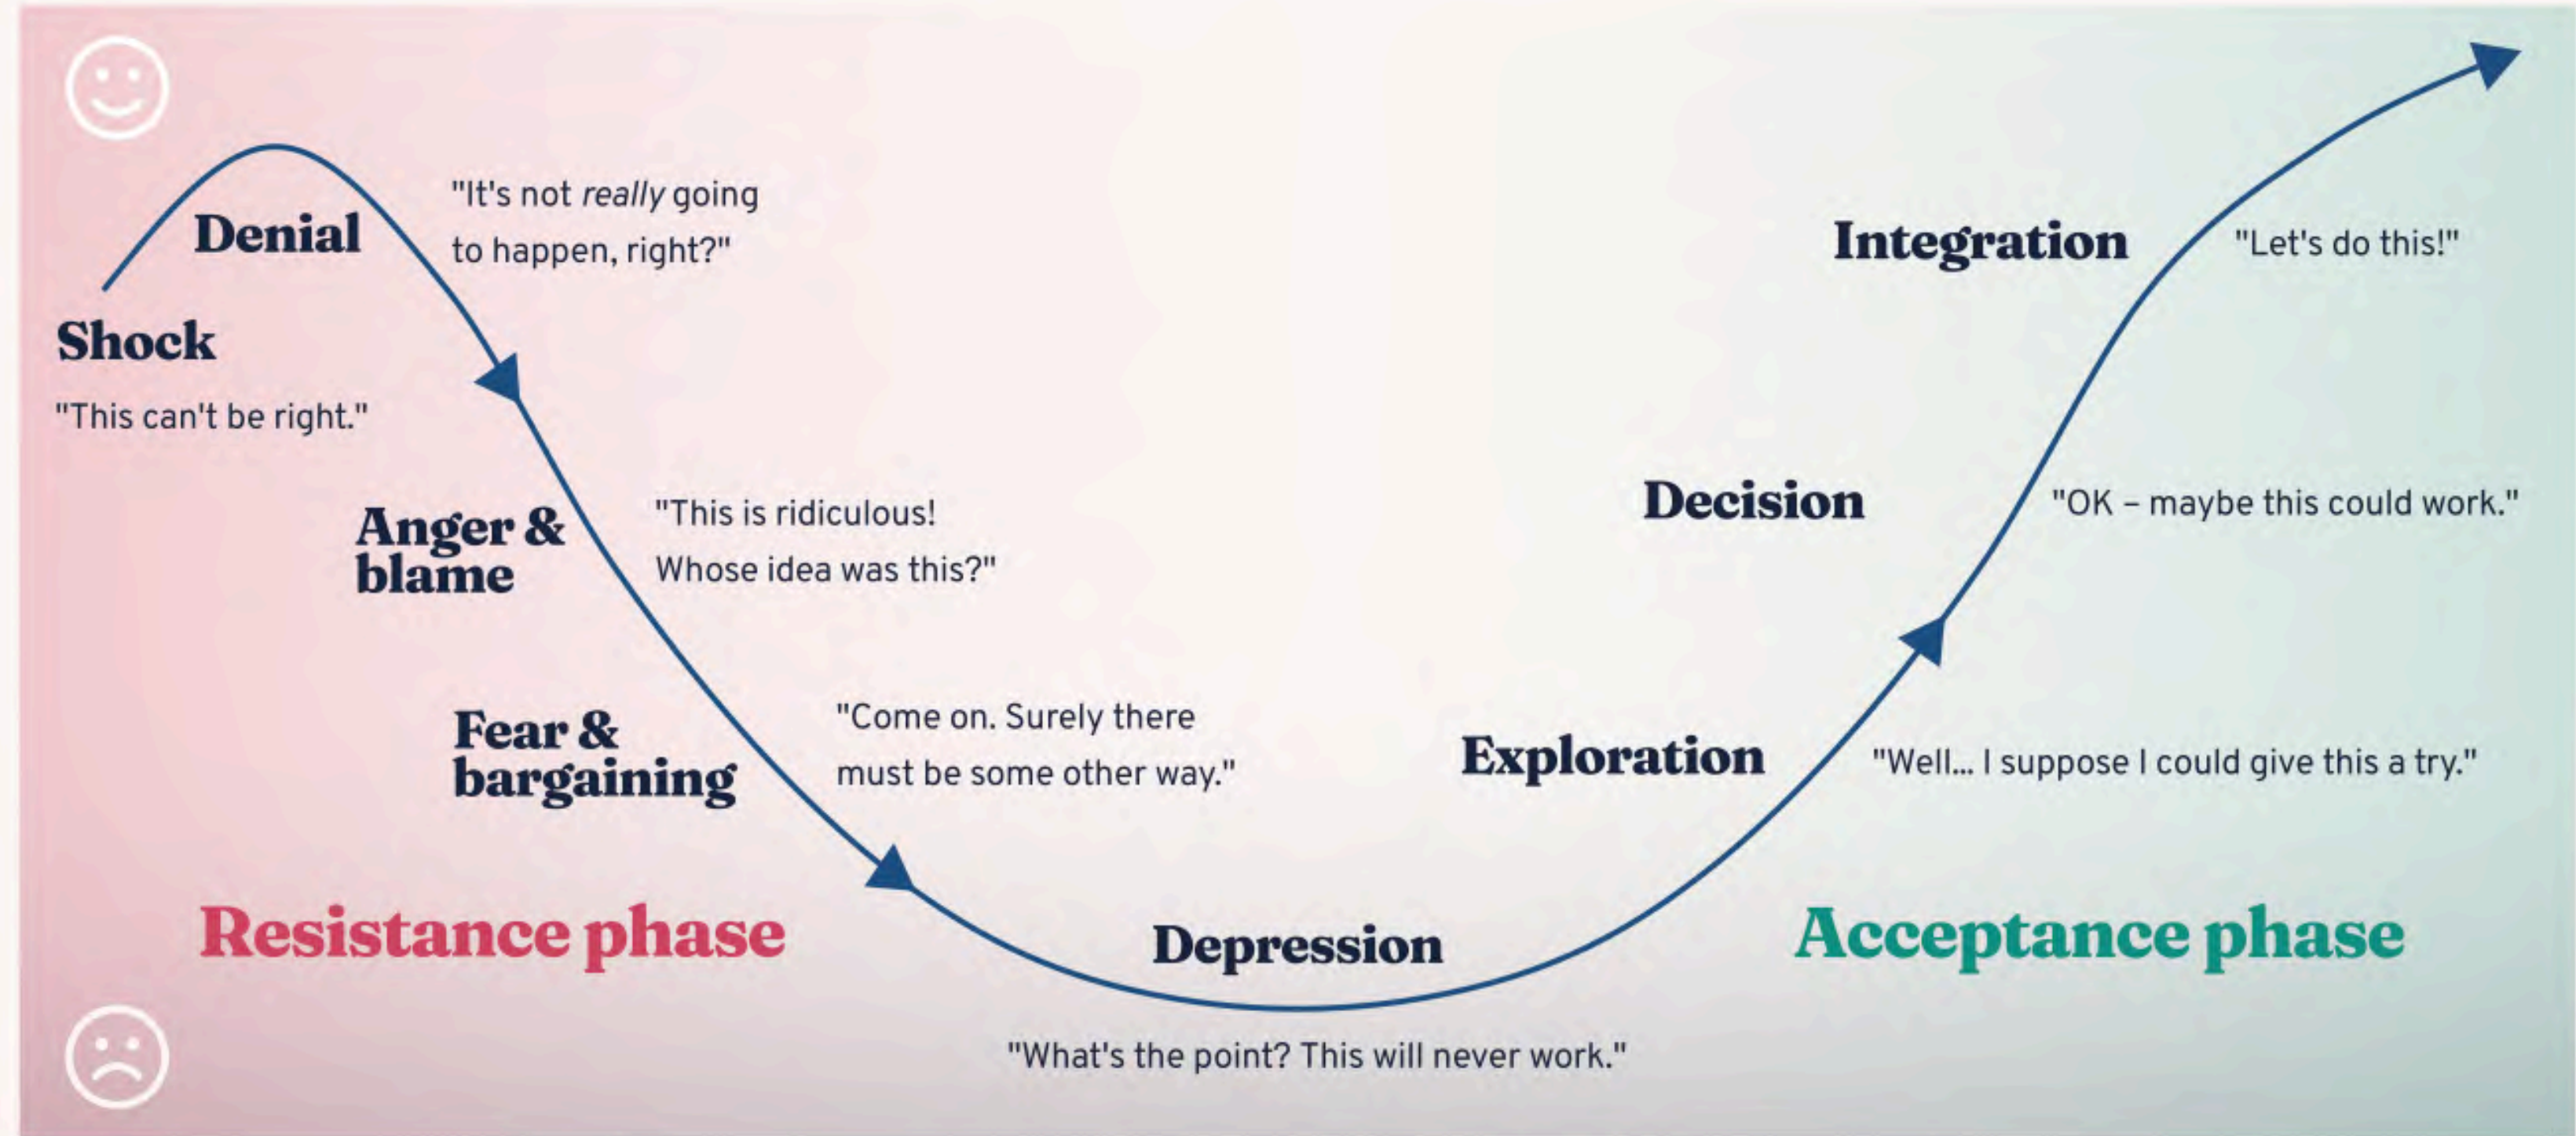 Denial
"It's not really going
to happen, right?"
Shock
"This can't be right."
Anger &
blame
"This is ridiculous!
Whose idea was this?"
Fear &
bargaining
"Come on. Surely there
must be some other way."
Resistance phase
Depression
"What's the point? This will never work."
Exploration
"Well... I suppose I could give this a try."
Decision
"OK – maybe this could work."
Integration
"Let's do this!"
Acceptance phase